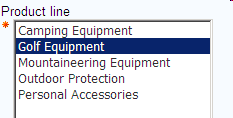 Product line
*
Camping Equipment
Golf Equipment
Mountaineering Equipment
Outdoor Protection
Personal Accessories